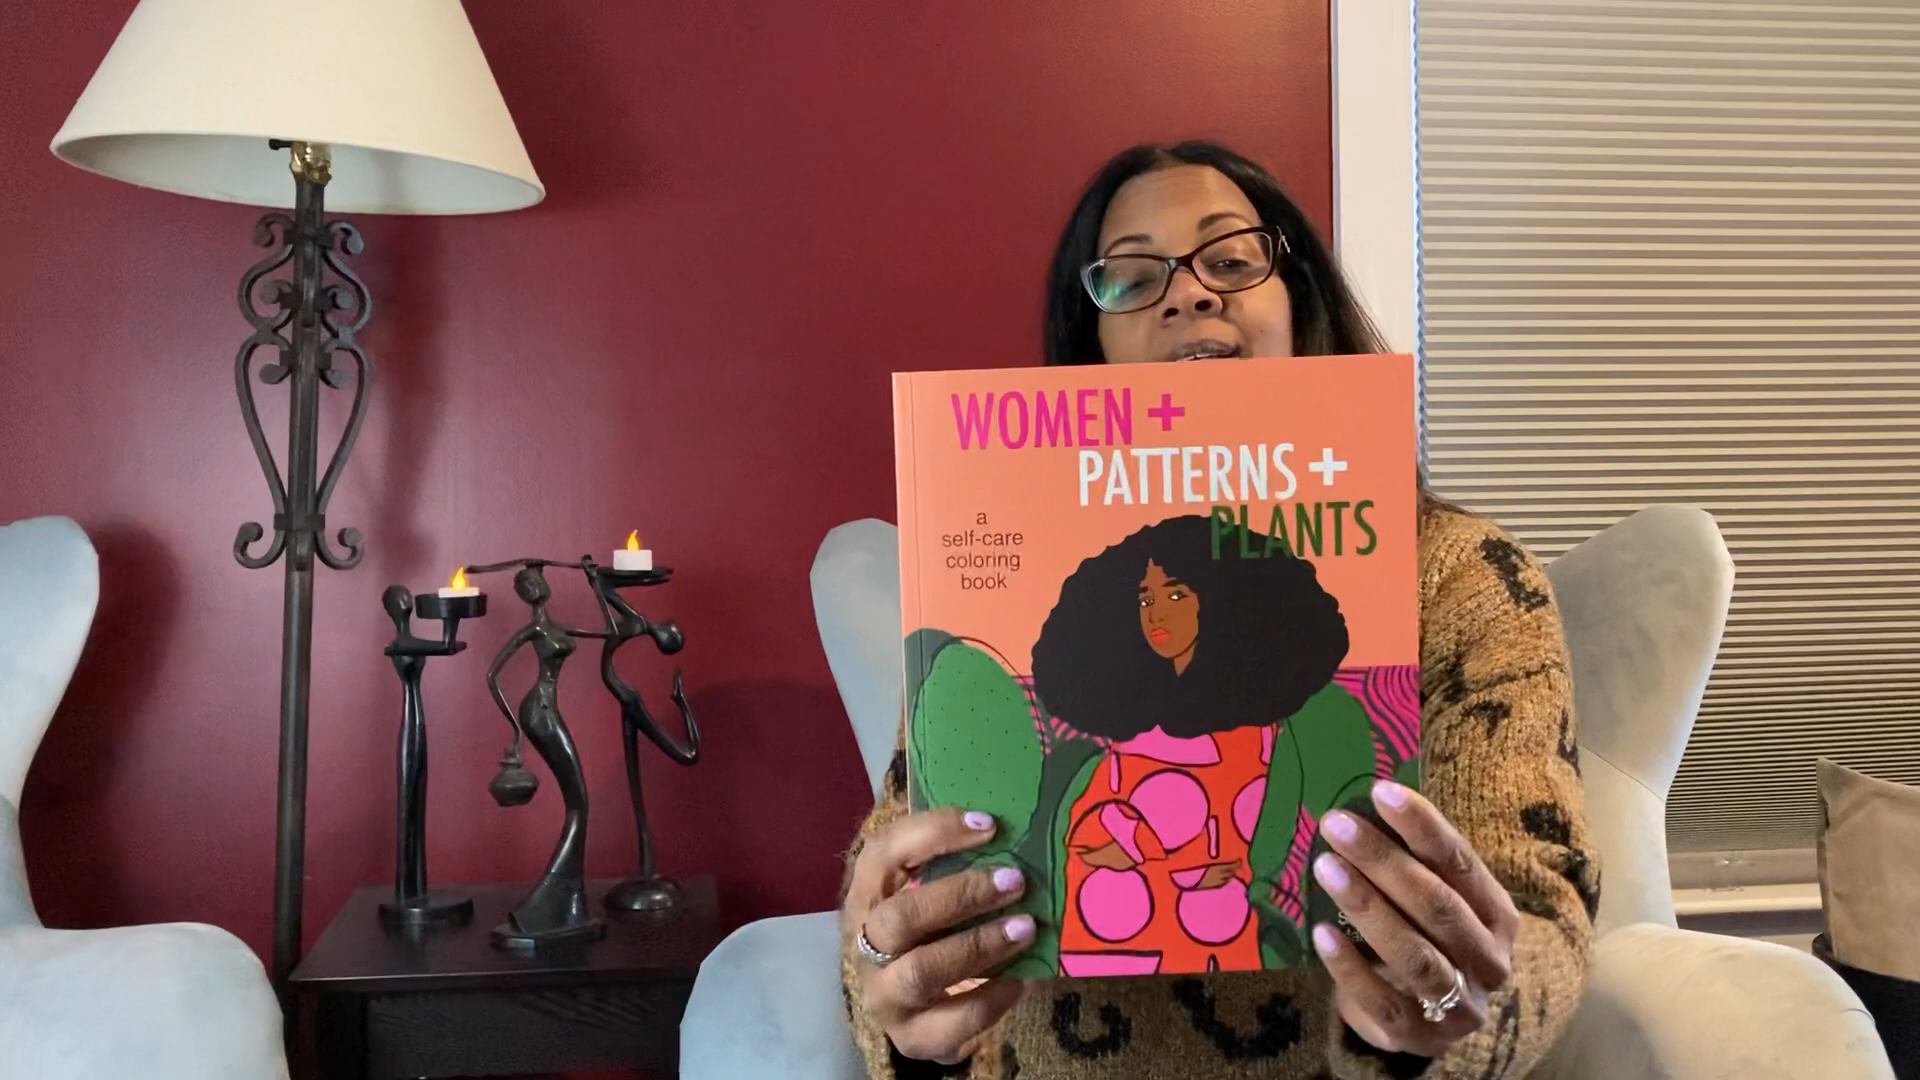 WOMEN +
PATTERNS +
PLANTS
a
self-care
coloring
book